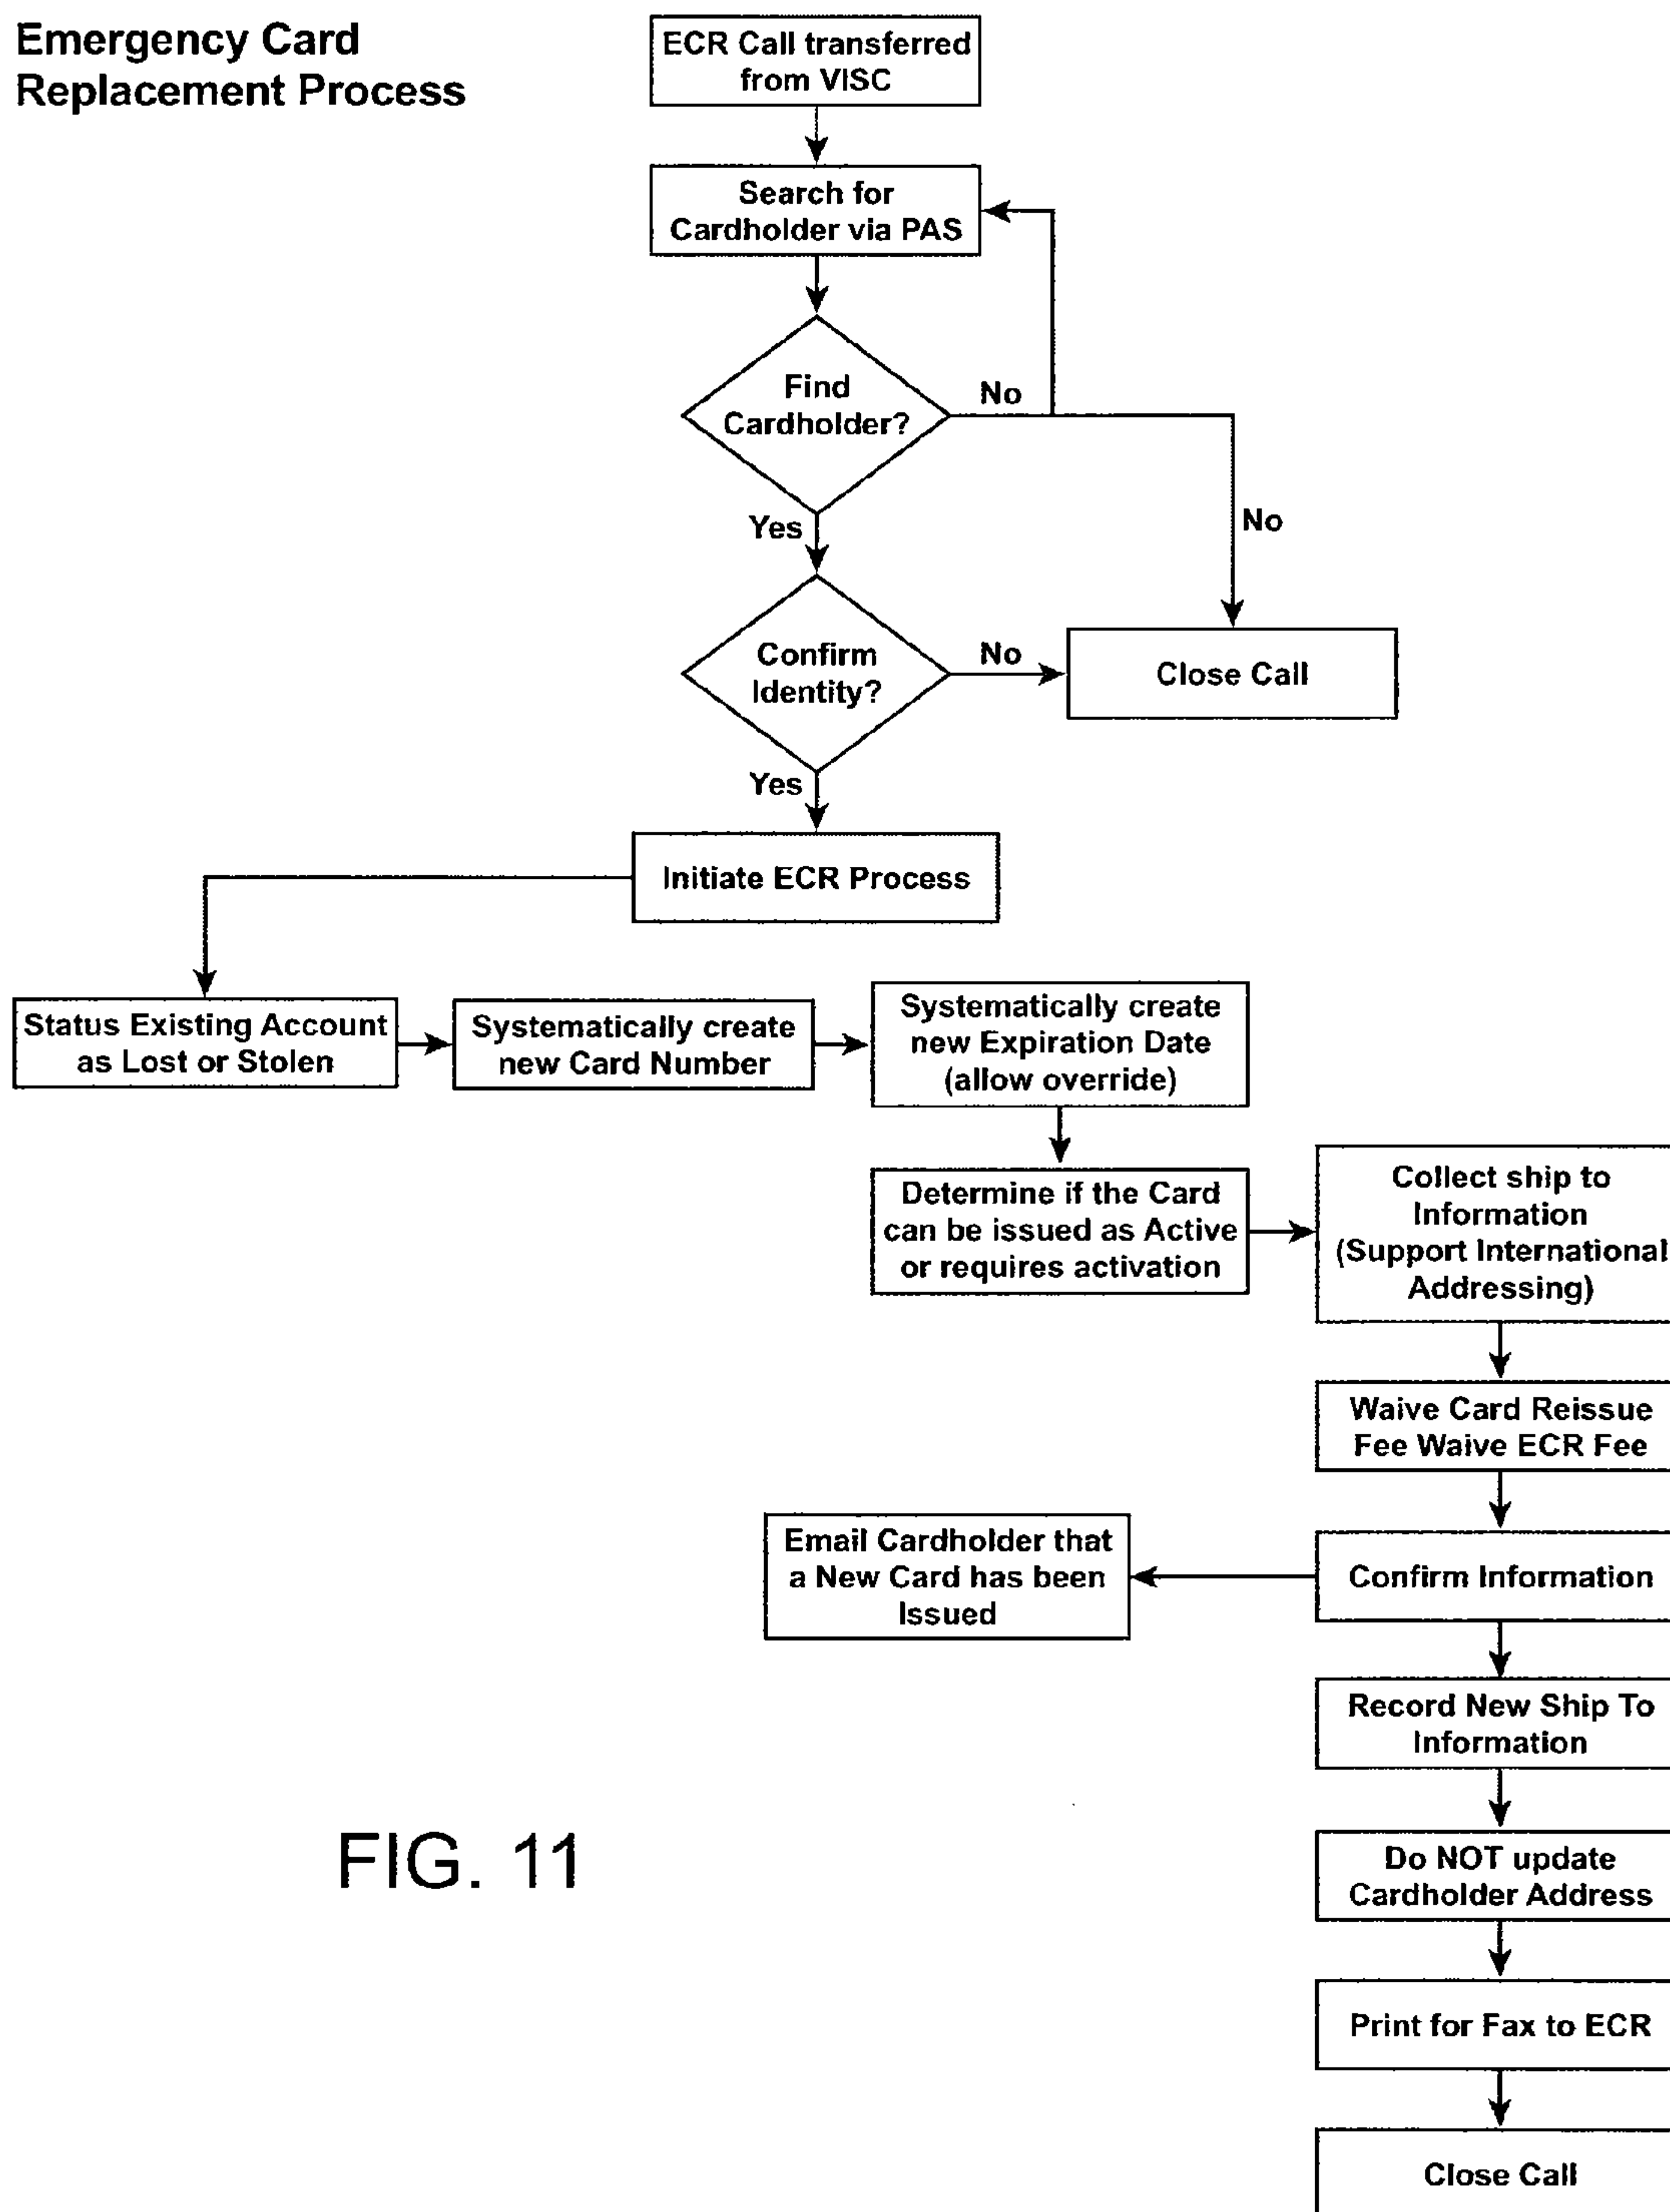 Emergency Card
Replacement Process
ECR Call transferred
from VISC
Search for
Cardholder via PAS
Find
Cardholder?
No
No
Yes
Confirm
Identity?
No
Close Call
Yes
Initiate ECR Process
Status Existing Account
as Lost or Stolen
Systematically create
new Card Number
Systematically create
new Expiration Date
(allow override)
Determine if the Card
can be issued as Active
or requires activation
Collect ship to
Information
(Support International
Addressing)
Waive Card Reissue
Fee Waive ECR Fee
Confirm Information
Email Cardholder that
a New Card has been
Issued
Record New Ship To
Information
Do NOT update
Cardholder Address
Print for Fax to ECR
Close Call
FIG. 11